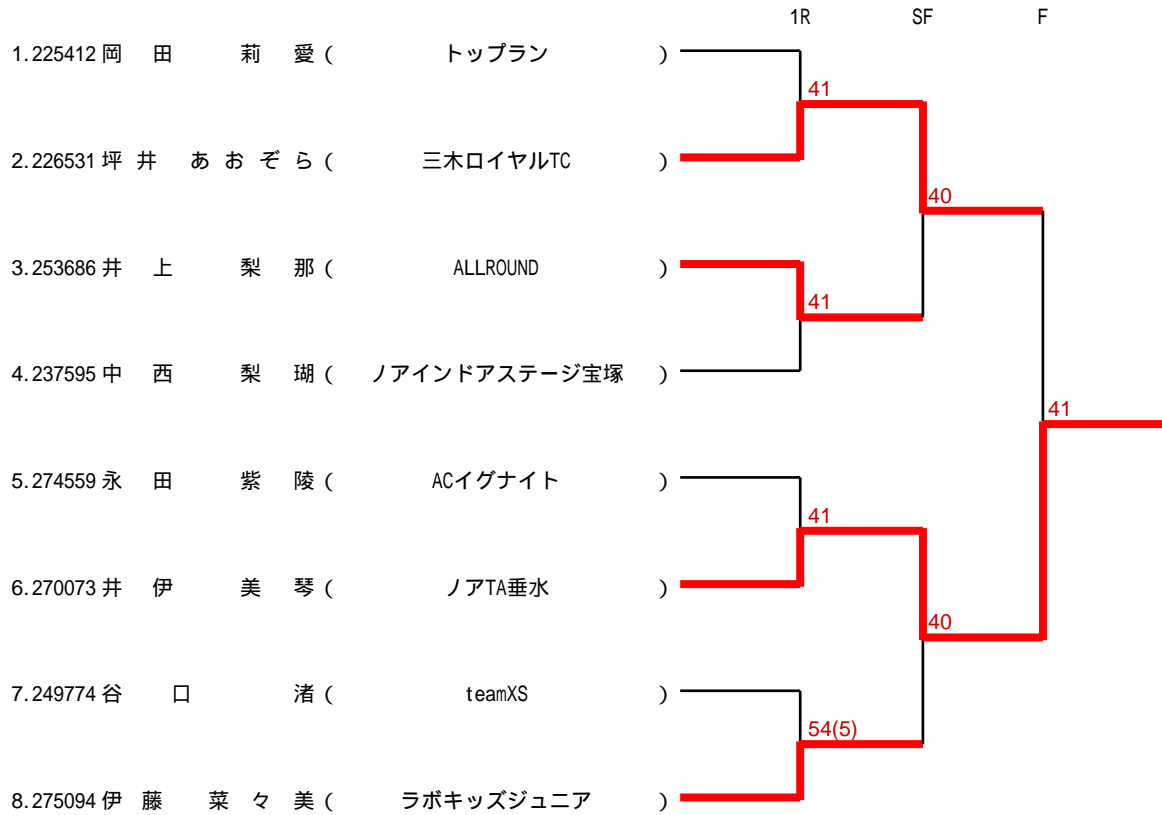 1R SF F
1.225412 岡 田 莉 愛 ( トップラン )
41
2.226531 坪 井 あ お ぞ ら ( 三木ロイヤルTC )
40
3.253686 井 上 梨 那 ( ALLROUND )
41
4.237595 中 西 梨 瑚 ( ノアインドアステージ宝塚 )
41
5.274559 永 田 紫 陵 ( ACイグナイト )
41
6.270073 井 伊 美 琴 ( ノアTA垂水 )
40
7.249774 谷 口 渚 ( teamXS )
54(5)
8.275094 伊 藤 菜 々 美 ( ラボキッズジュニア )